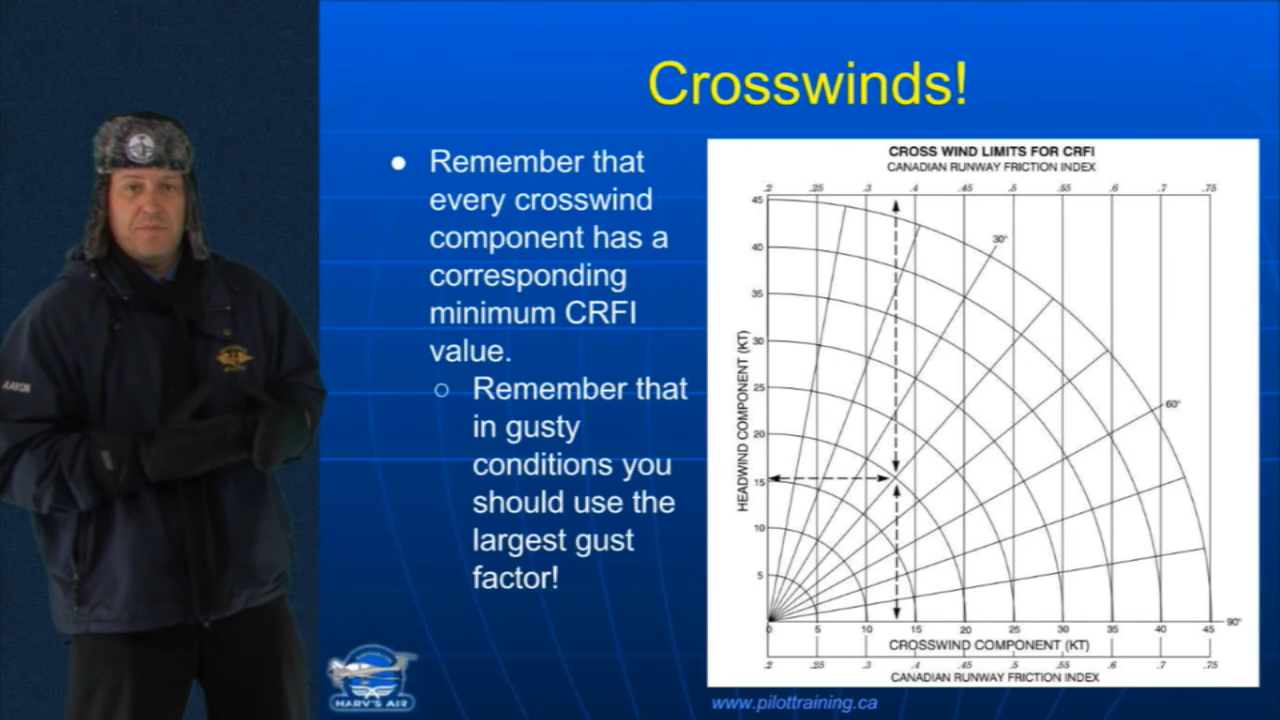 Crosswinds!
● Remember that
every crosswind
component has a
corresponding
minimum CRFI
value.
○ Remember that
in gusty
conditions you
should use the
largest gust
factor!
CROSS WIND LIMITS FOR CRFI
CANADIAN RUNWAY FRICTION INDEX
.2 .25 .3 .35 .4 .45 .5 .55 .6 .7 .75
45
40
35
30
25
20
15
10
5
HEADWIND COMPONENT (KT)
30°
60°
90°
0 5 10 15 20 25 30 35 40 45
CROSSWIND COMPONENT (KT)
.2 .25 .3 .35 .4 .45 .5 .55 .6 .7 .75
CANADIAN RUNWAY FRICTION INDEX
HARV'S AIR
www.pilottraining.ca